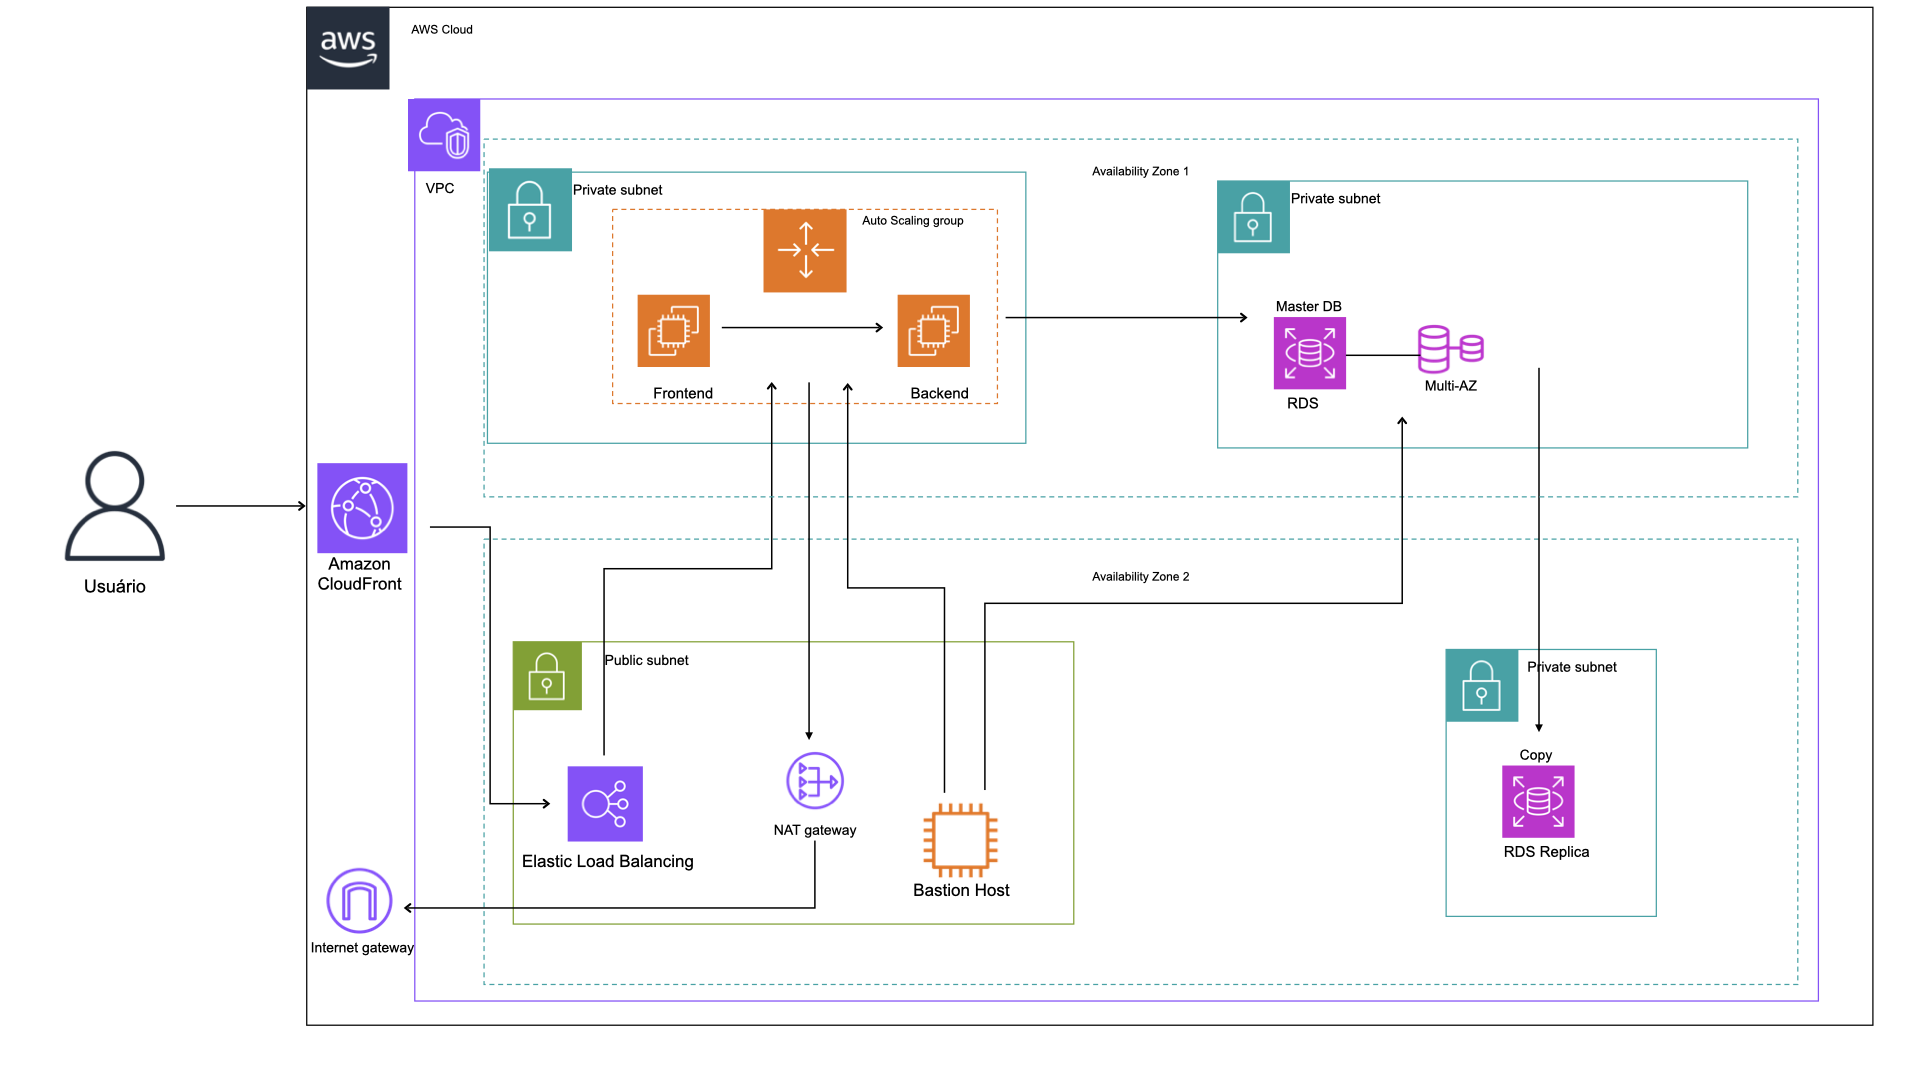 aws
AWS Cloud
VPC
Availability Zone 1
Private subnet
Auto Scaling group
Frontend
Backend
Private subnet
Master DB
RDS
Multi-AZ
Usuário
Amazon
CloudFront
Availability Zone 2
Public subnet
Elastic Load Balancing
NAT gateway
Bastion Host
Private subnet
Copy
RDS Replica
Internet gateway